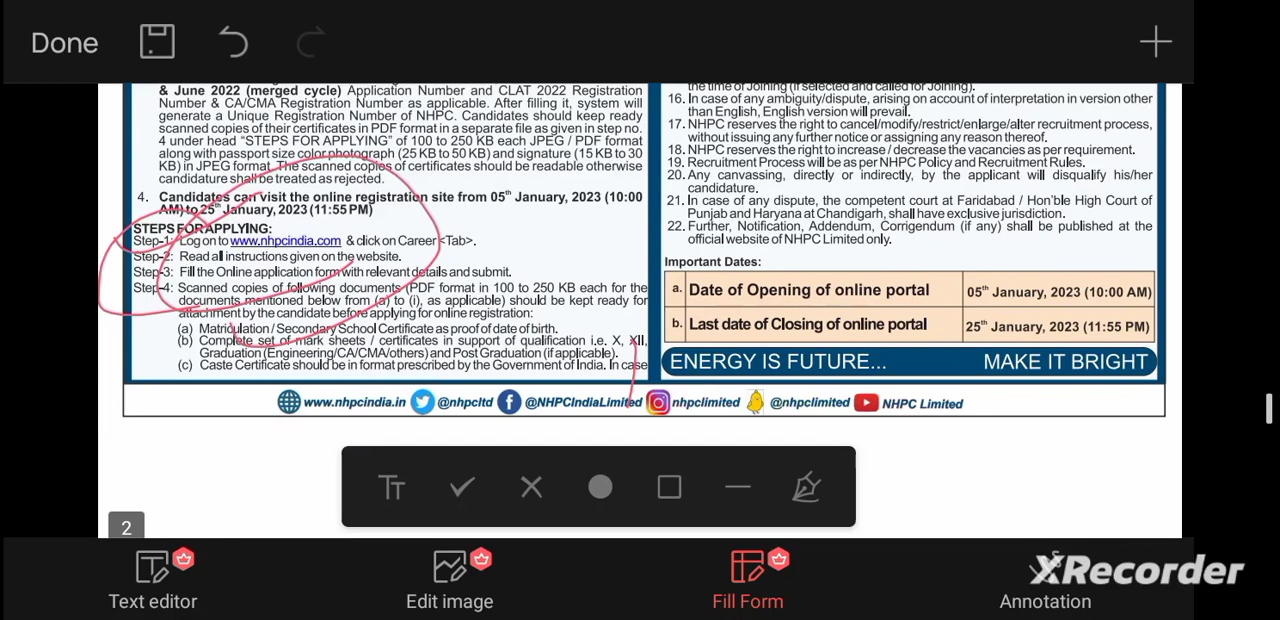 Done
& June 2022 (merged cycle) Application Number and CLAT 2022 Registration
Number & CA/CMA Registration Number as applicable. After filling it, system will
generate a Unique Registration Number of NHPC. Candidates should keep ready
scanned copies of their certificates in PDF format in a separate file as given in step no.
4 under head "STEPS FOR APPLYING" of 100 to 250 KB each JPEG / PDF format
along with passport size color photograph (25 KB to 50 KB) and signature (15 KB to 30
KB) in JPEG format. The scanned copies of certificates should be readable otherwise
candidature shall be treated as rejected.
4. Candidates can visit the online registration site from 05th January, 2023 (10:00
AM) to 25th January, 2023 (11:55 PM)
STEPS FOR APPLYING:
Step-1: Log on to www.nhpcindia.com & click on Career <Tab>.
Step-2: Read all instructions given on the website.
Step-3: Fill the Online application form with relevant details and submit.
Step-4: Scanned copies of following documents (PDF format in 100 to 250 KB each for the
documents mentioned below from (a) to (i), as applicable) should be kept ready for
attachment by the candidate before applying for online registration:
(a) Matriculation / Secondary School Certificate as proof of date of birth.
(b) Complete set of mark sheets / certificates in support of qualification i.e. X, XII,
Graduation (Engineering/CA/CMA/others) and Post Graduation (if applicable).
(c) Caste Certificate should be in format prescribed by the Government of India. In case
the time of Joining (if selected and called for Joining).
16. In case of any ambiguity/dispute, arising on account of interpretation in version other
than English, English version will prevail.
17. NHPC reserves the right to cancel/modify/restrict/enlarge/alter recruitment process,
without issuing any further notice or assigning any reason thereof.
18. NHPC reserves the right to increase / decrease the vacancies as per requirement.
19. Recruitment Process will be as per NHPC Policy and Recruitment Rules.
20. Any canvassing, directly or indirectly, by the applicant will disqualify his/her
candidature.
21. In case of any dispute, the competent court at Faridabad / Hon'ble High Court of
Punjab and Haryana at Chandigarh, shall have exclusive jurisdiction.
22. Further, Notification, Addendum, Corrigendum (if any) shall be published at the
official website of NHPC Limited only.
Important Dates:
a. Date of Opening of online portal 05th January, 2023 (10:00 AM)
b. Last date of Closing of online portal 25th January, 2023 (11:55 PM)
ENERGY IS FUTURE... MAKE IT BRIGHT
www.nhpcindia.in @nhpcltd @NHPCIndiaLimited nhpclimited @nhpclimited NHPC Limited
Tт
2
Text editor
Edit image
Fill Form
Annotation
XRecorder